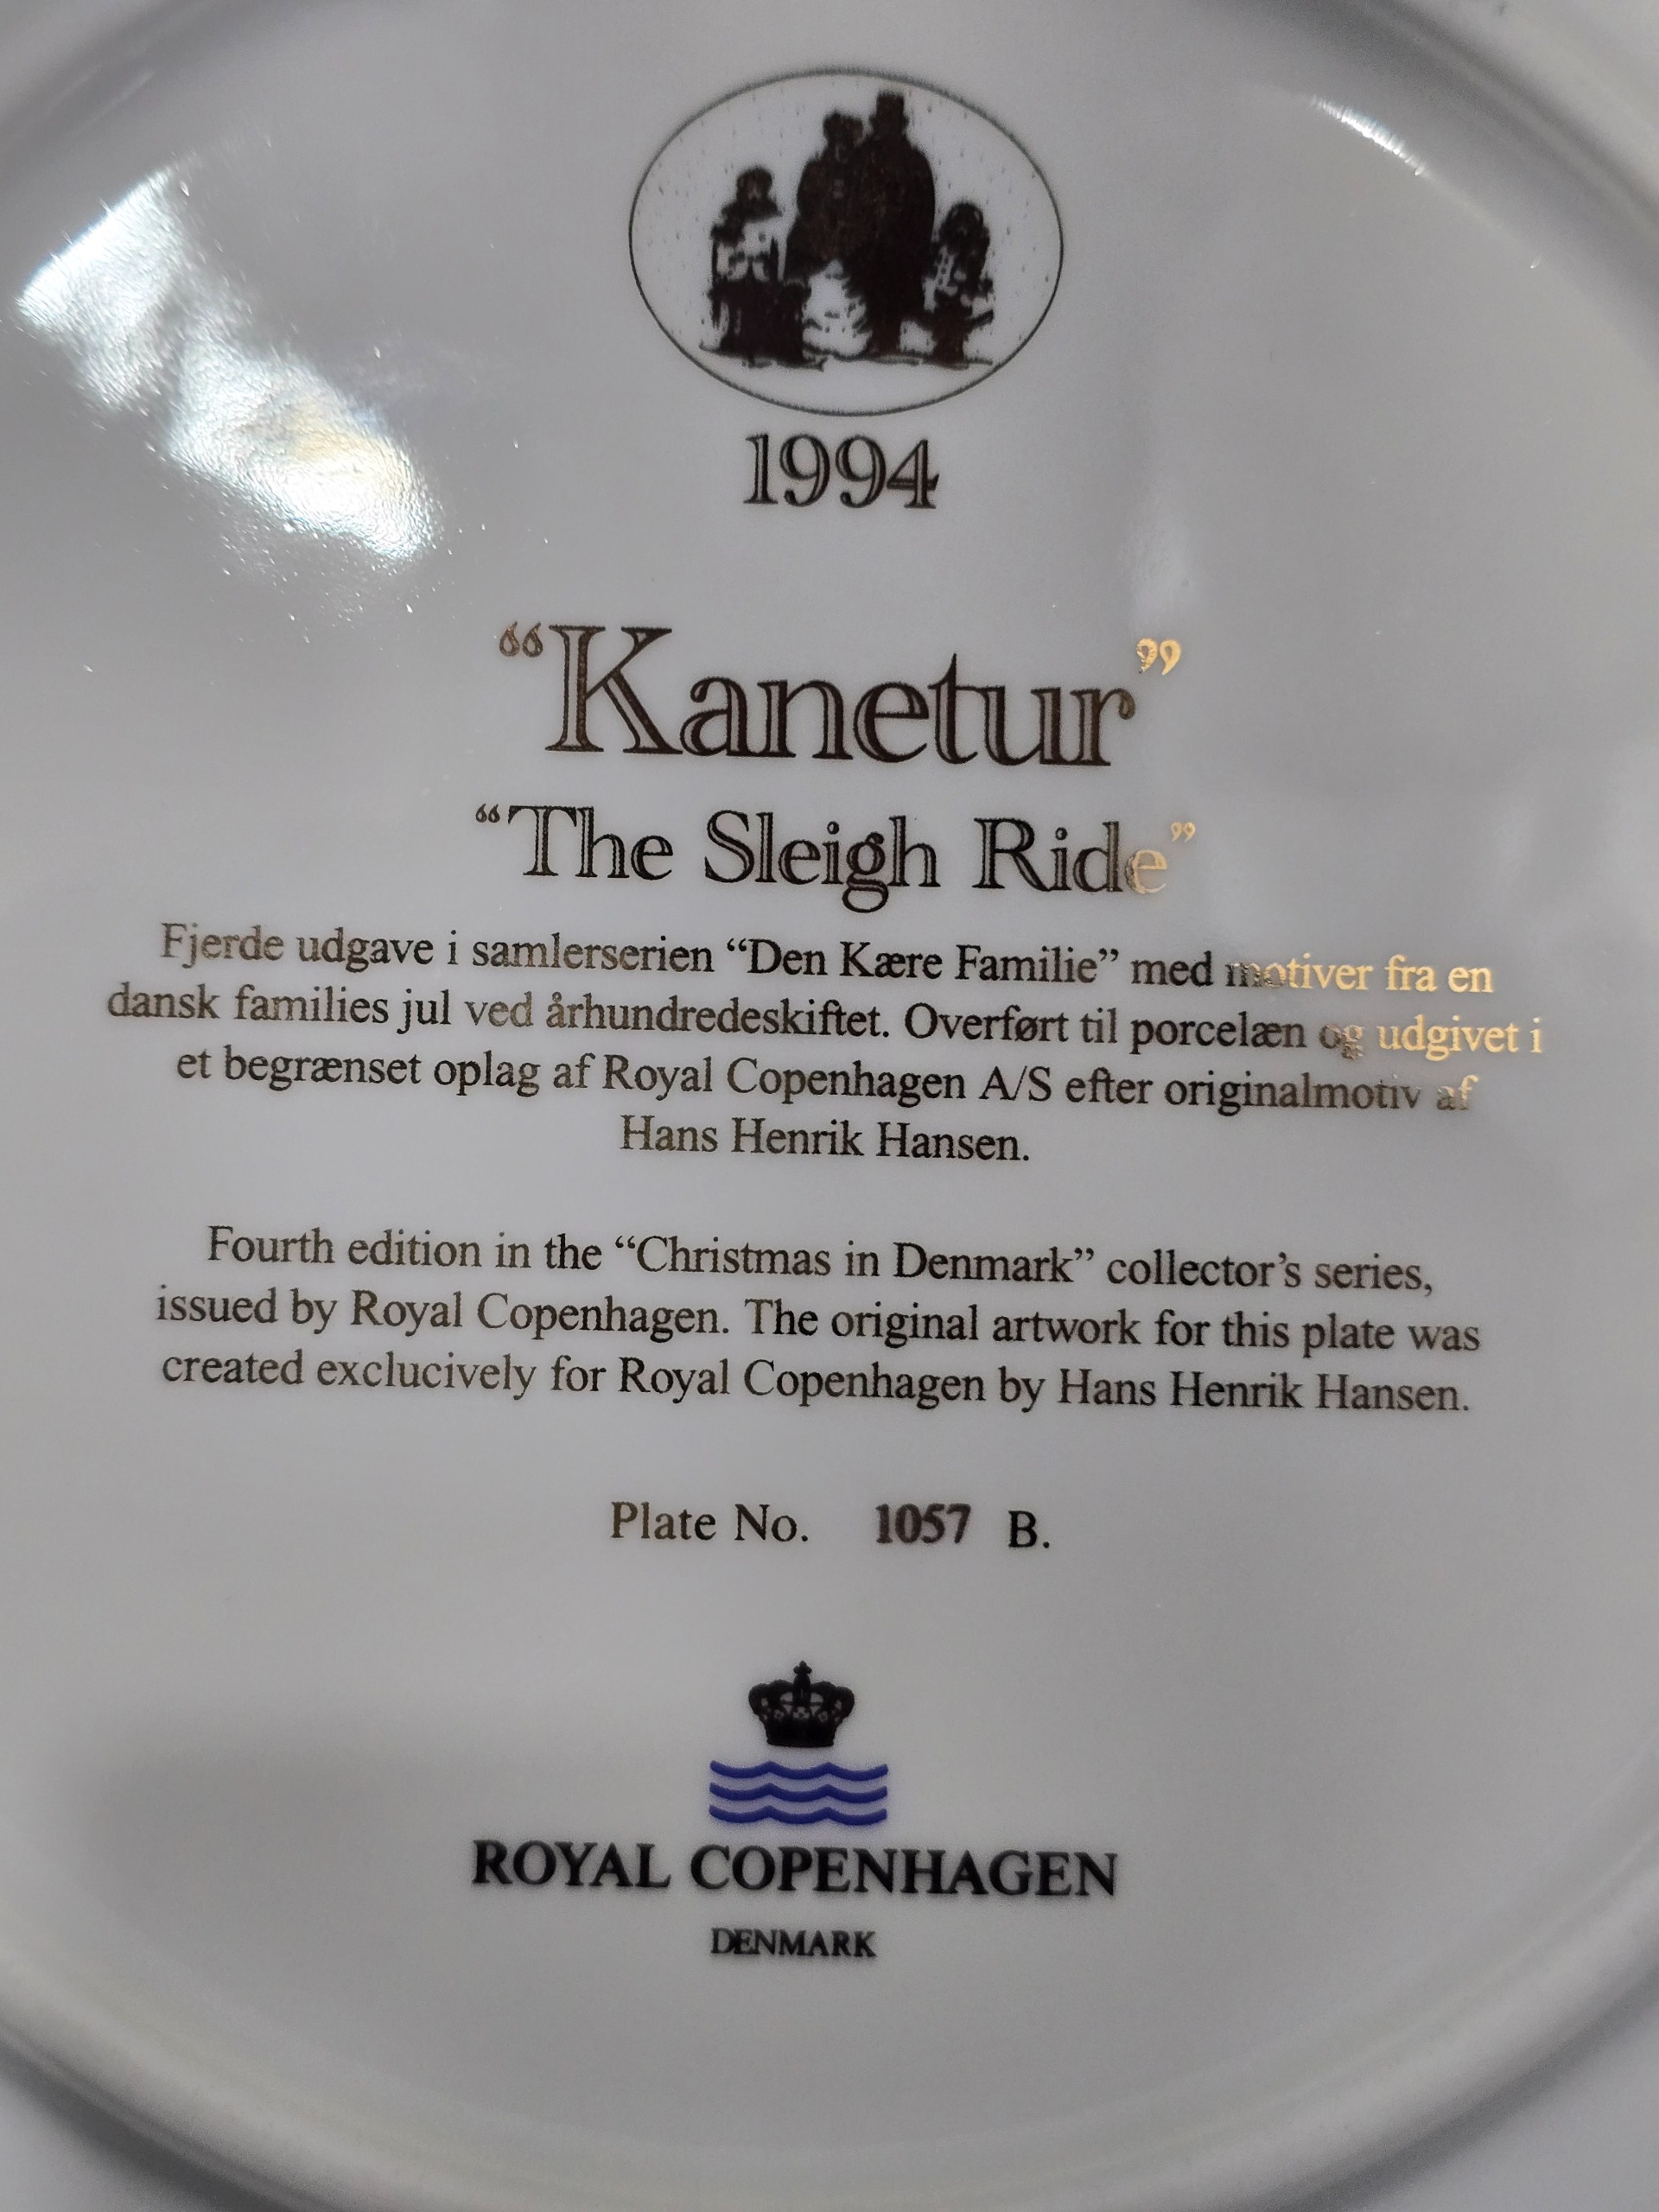 1994
“Kanetur”
“The Sleigh Ride”
Fjerde udgave i samlerserien “Den Kære Familie” med motiver fra en
dansk families jul ved århundredeskiftet. Overført til porcelæn og udgivet i
et begrænset oplag af Royal Copenhagen A/S efter originalmotiv af
Hans Henrik Hansen.
Fourth edition in the “Christmas in Denmark” collector’s series,
issued by Royal Copenhagen. The original artwork for this plate was
created exclucively for Royal Copenhagen by Hans Henrik Hansen.
Plate No. 1057 B.
ROYAL COPENHAGEN
DENMARK